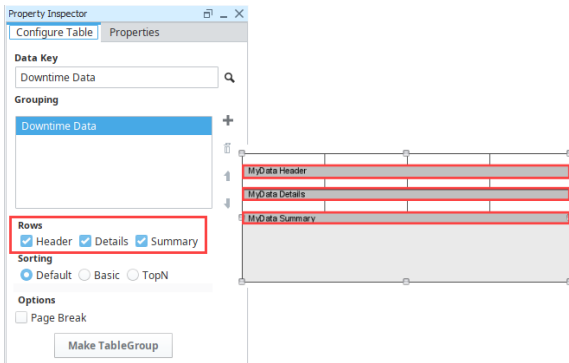 Property Inspector
Configure Table Properties
Data Key
Downtime Data
Grouping
Downtime Data
Rows
Header Details Summary
Sorting
Default Basic TopN
Options
Page Break
Make TableGroup
MyData Header
MyData Details
MyData Summary